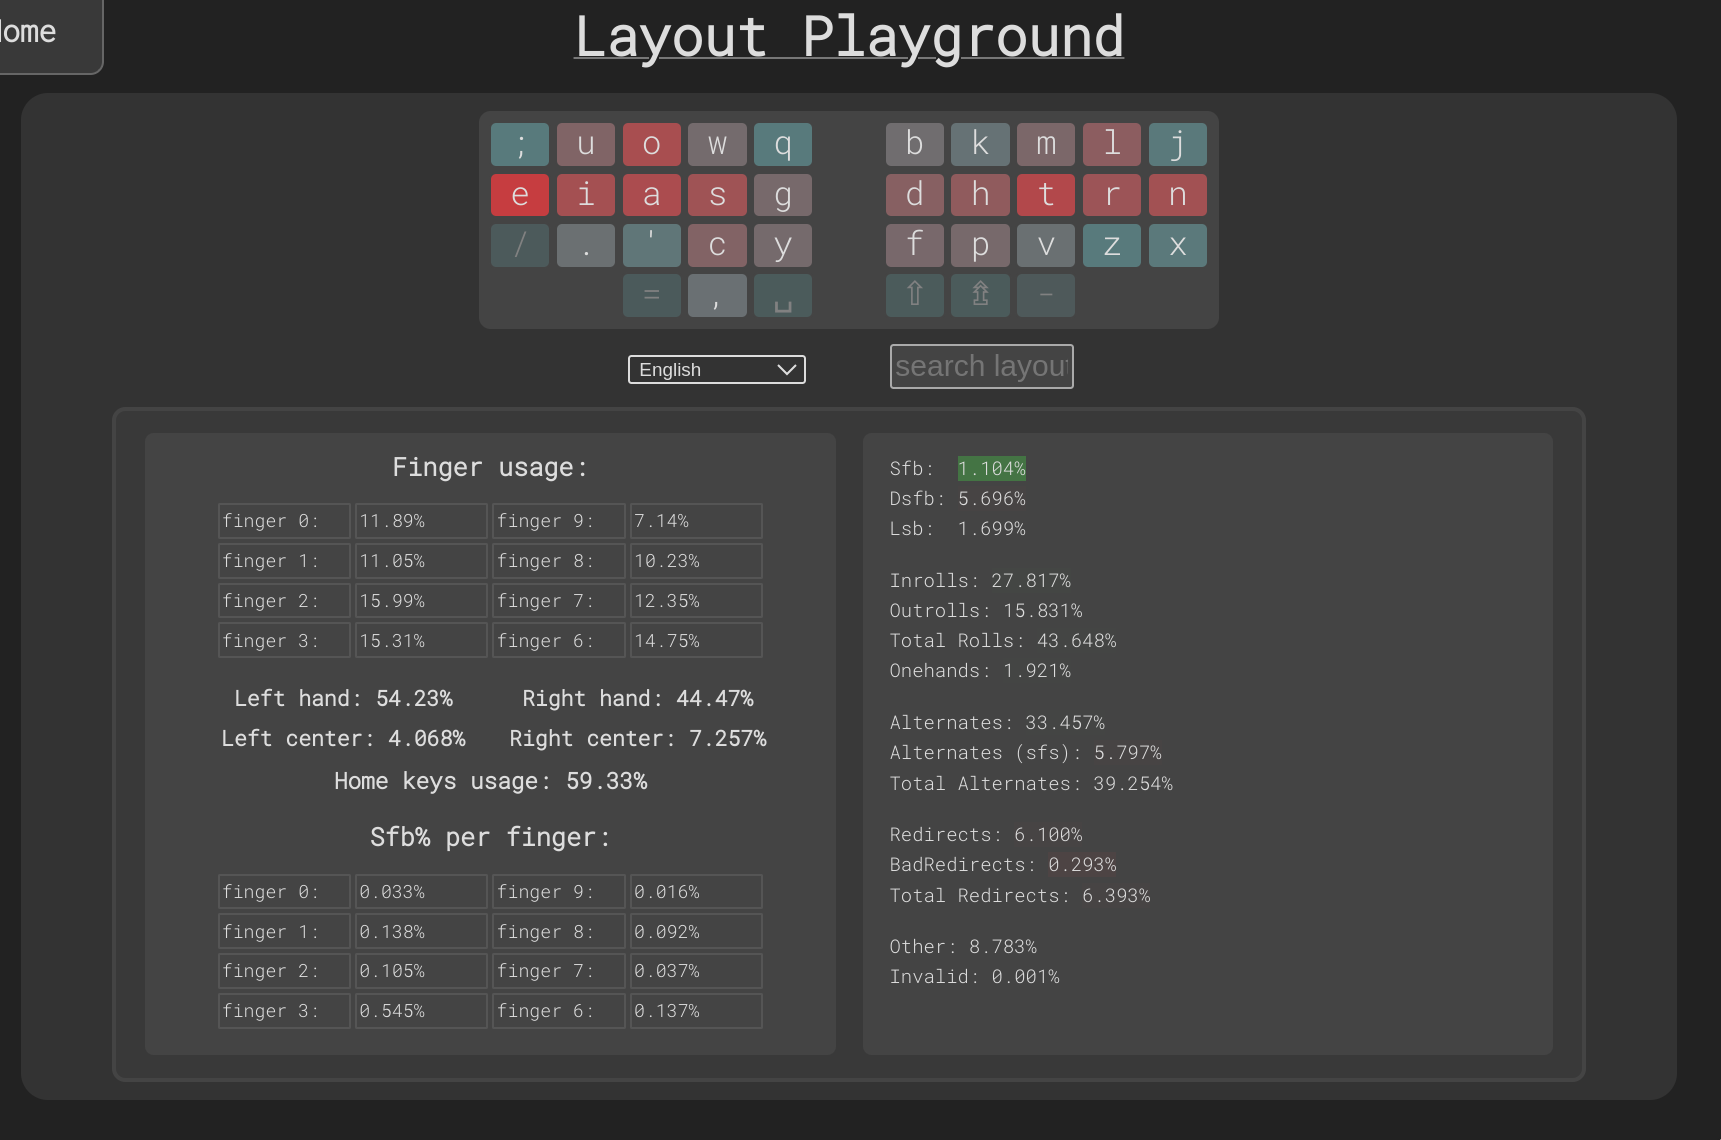 Home
Layout Playground
; u o w q b k m l j
e i a s g d h t r n
/ . ' c y f p v z x
= , ␣ ⇧ ⇯ -
English
search layou
Finger usage:
finger 0: 11.89% finger 9: 7.14%
finger 1: 11.05% finger 8: 10.23%
finger 2: 15.99% finger 7: 12.35%
finger 3: 15.31% finger 6: 14.75%
Left hand: 54.23% Right hand: 44.47%
Left center: 4.068% Right center: 7.257%
Home keys usage: 59.33%
Sfb% per finger:
finger 0: 0.033% finger 9: 0.016%
finger 1: 0.138% finger 8: 0.092%
finger 2: 0.105% finger 7: 0.037%
finger 3: 0.545% finger 6: 0.137%
Sfb: 1.104%
Dsfb: 5.696%
Lsb: 1.699%
Inrolls: 27.817%
Outrolls: 15.831%
Total Rolls: 43.648%
Onehands: 1.921%
Alternates: 33.457%
Alternates (sfs): 5.797%
Total Alternates: 39.254%
Redirects: 6.100%
BadRedirects: 0.293%
Total Redirects: 6.393%
Other: 8.783%
Invalid: 0.001%